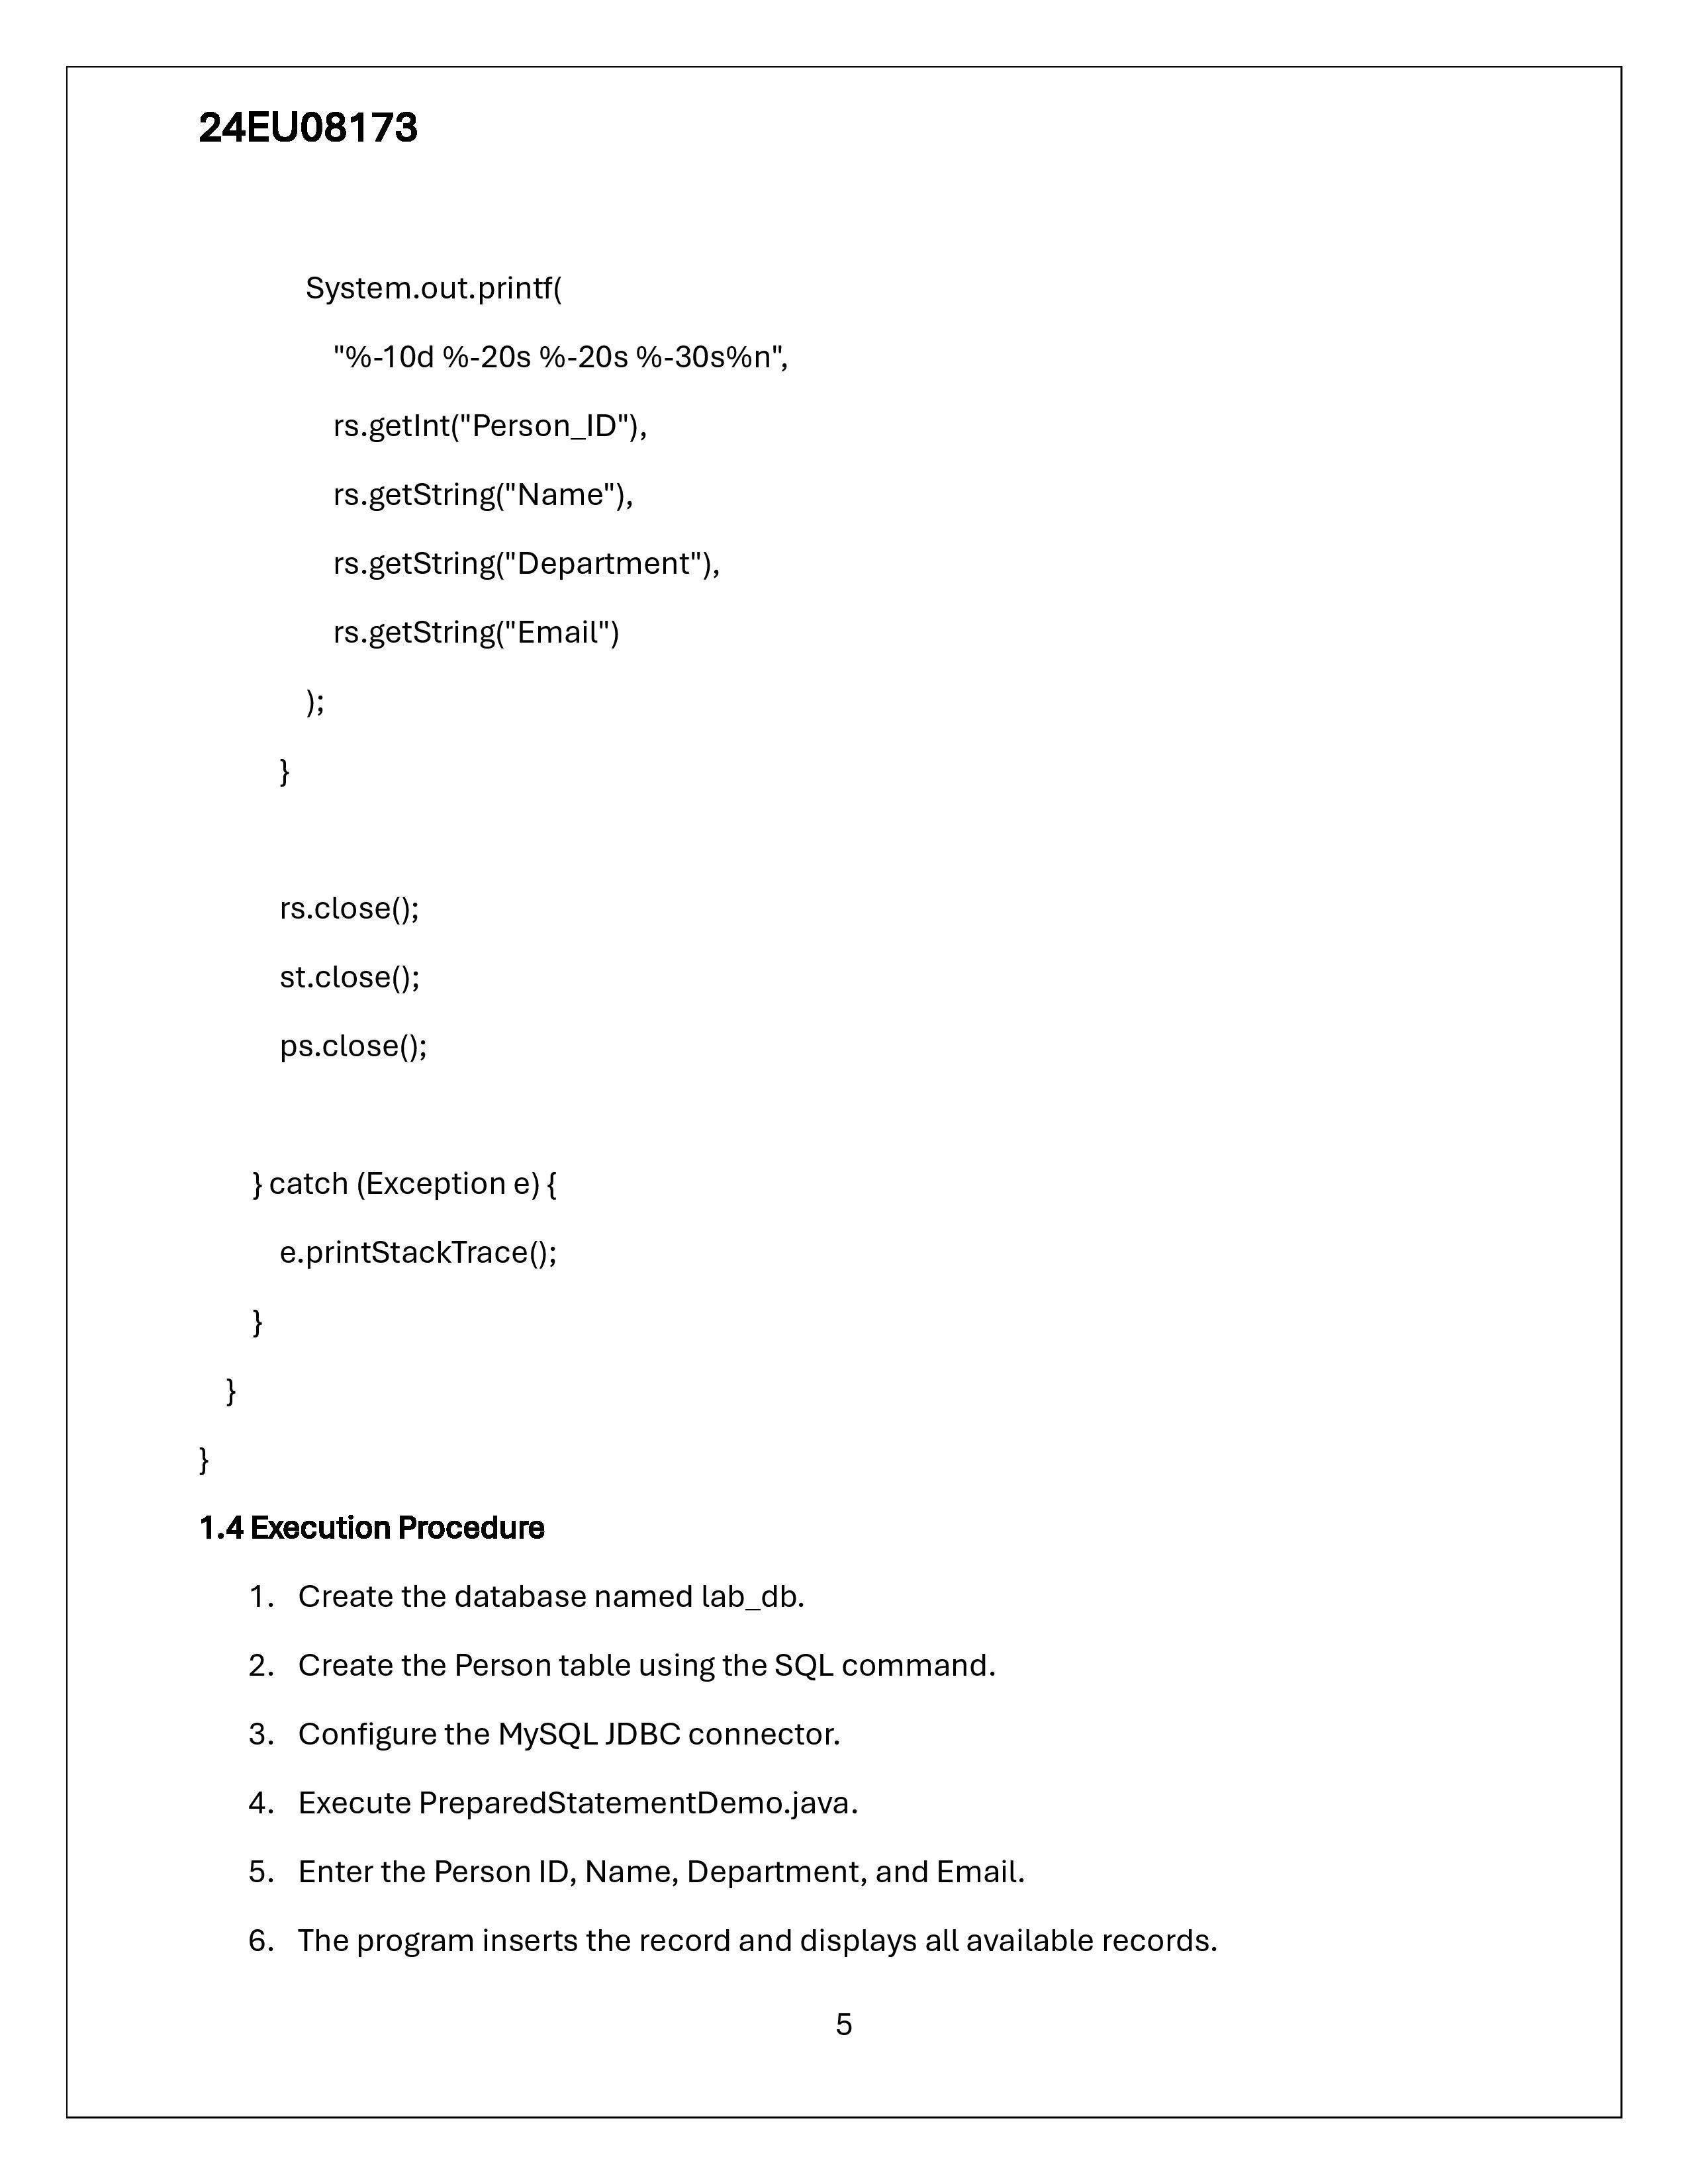 24EU08173
System.out.printf(
"%-10d %-20s %-20s %-30s%n",
rs.getInt("Person_ID"),
rs.getString("Name"),
rs.getString("Department"),
rs.getString("Email")
);
}
rs.close();
st.close();
ps.close();
} catch (Exception e) {
e.printStackTrace();
}
}
}
1.4 Execution Procedure
1. Create the database named lab_db.
2. Create the Person table using the SQL command.
3. Configure the MySQL JDBC connector.
4. Execute PreparedStatementDemo.java.
5. Enter the Person ID, Name, Department, and Email.
6. The program inserts the record and displays all available records.
5